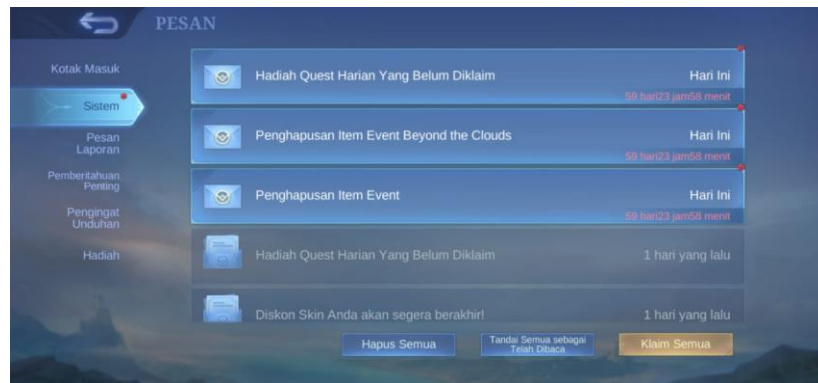 PESAN
Kotak Masuk
Sistem
Pesan
Laporan
Pemberitahuan
Penting
Pengingat
Unduhan
Hadiah
Hadiah Quest Harian Yang Belum Diklaim
Hari Ini
59 hari23 jam58 menit
Penghapusan Item Event Beyond the Clouds
Hari Ini
59 hari23 jam58 menit
Penghapusan Item Event
Hari Ini
59 hari23 jam58 menit
Hadiah Quest Harian Yang Belum Diklaim
1 hari yang lalu
Diskon Skin Anda akan segera berakhir!
1 hari yang lalu
Hapus Semua
Tandai Semua sebagai
Telah Dibaca
Klaim Semua